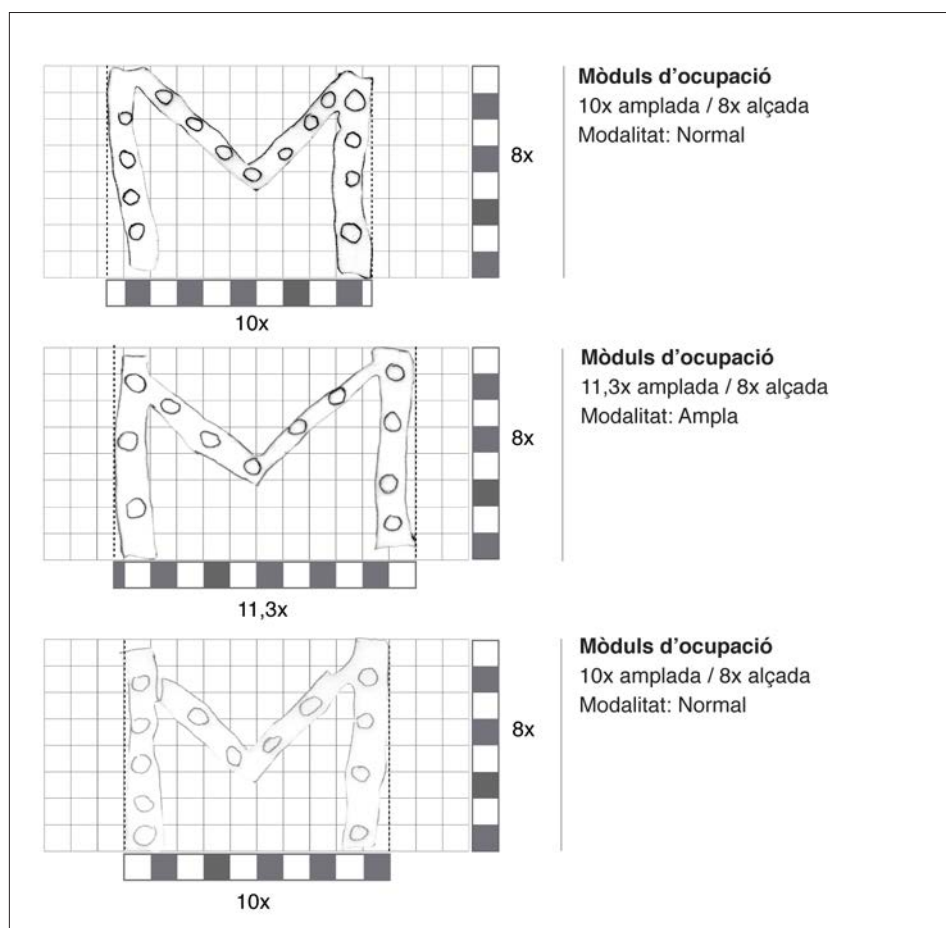 Mòduls d'ocupació
10x amplada / 8x alçada
Modalitat: Normal
8x
10x
Mòduls d'ocupació
11,3x amplada / 8x alçada
Modalitat: Ampla
8x
11,3x
Mòduls d'ocupació
10x amplada / 8x alçada
Modalitat: Normal
8x
10x